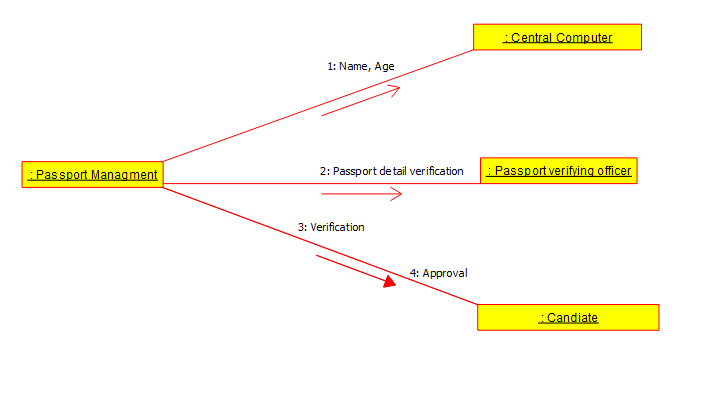 : Central Computer
1: Name, Age
: Passport Managment
2: Passport detail verification
: Passport verifying officer
3: Verification
4: Approval
: Candiate